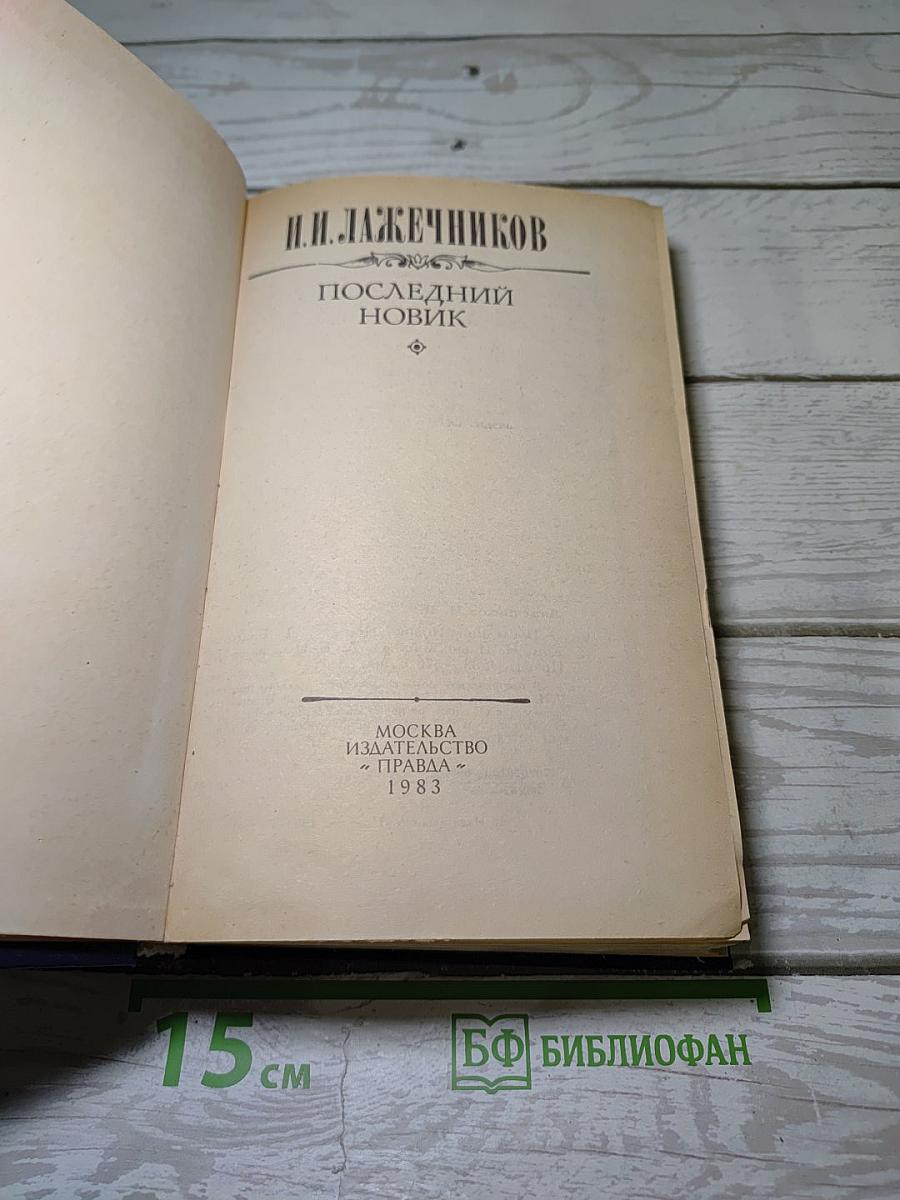 И.И.ЛАЖЕЧНИКОВ
ПОСЛЕДНИЙ
НОВИК
МОСКВА
ИЗДАТЕЛЬСТВО
„ ПРАВДА “
1983
15 см
БФ БИБЛИОФАН